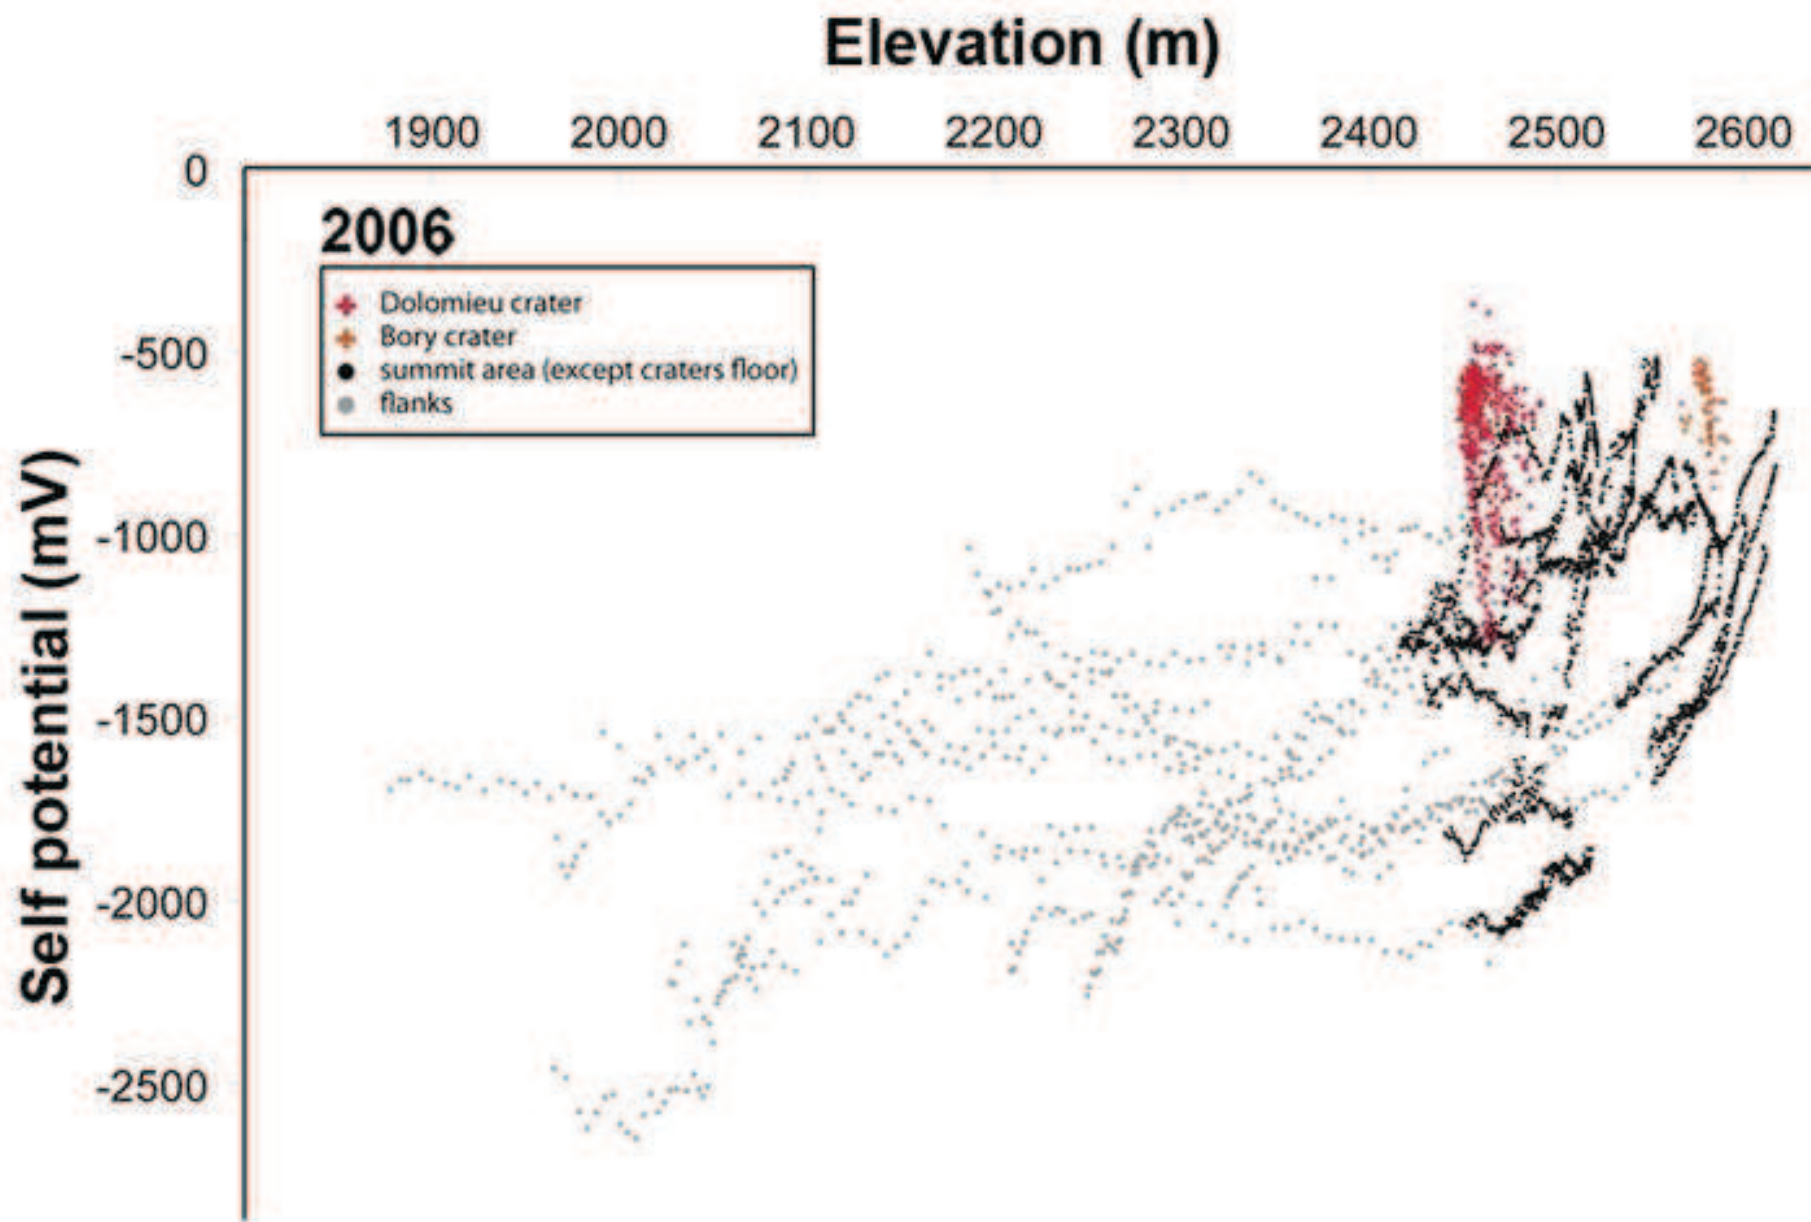 Elevation (m)
1900 2000 2100 2200 2300 2400 2500 2600
0
2006
Dolomieu crater
Bory crater
summit area (except craters floor)
flanks
-500
-1000
-1500
-2000
-2500
Self potential (mV)